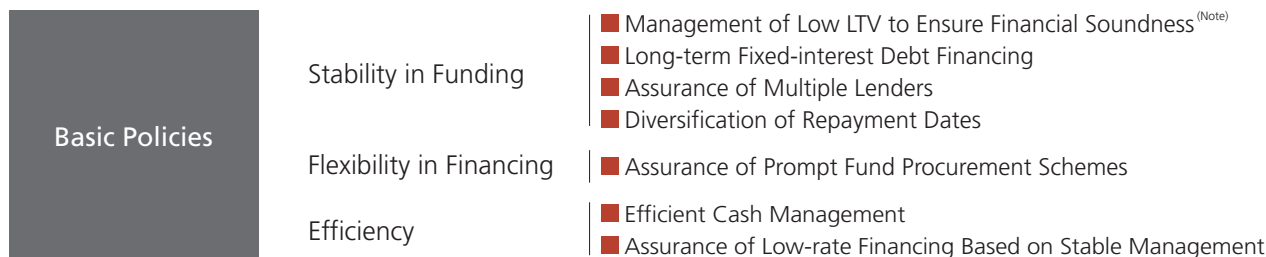 Basic Policies
Stability in Funding
Management of Low LTV to Ensure Financial Soundness (Note)
Long-term Fixed-interest Debt Financing
Assurance of Multiple Lenders
Diversification of Repayment Dates
Flexibility in Financing
Assurance of Prompt Fund Procurement Schemes
Efficiency
Efficient Cash Management
Assurance of Low-rate Financing Based on Stable Management